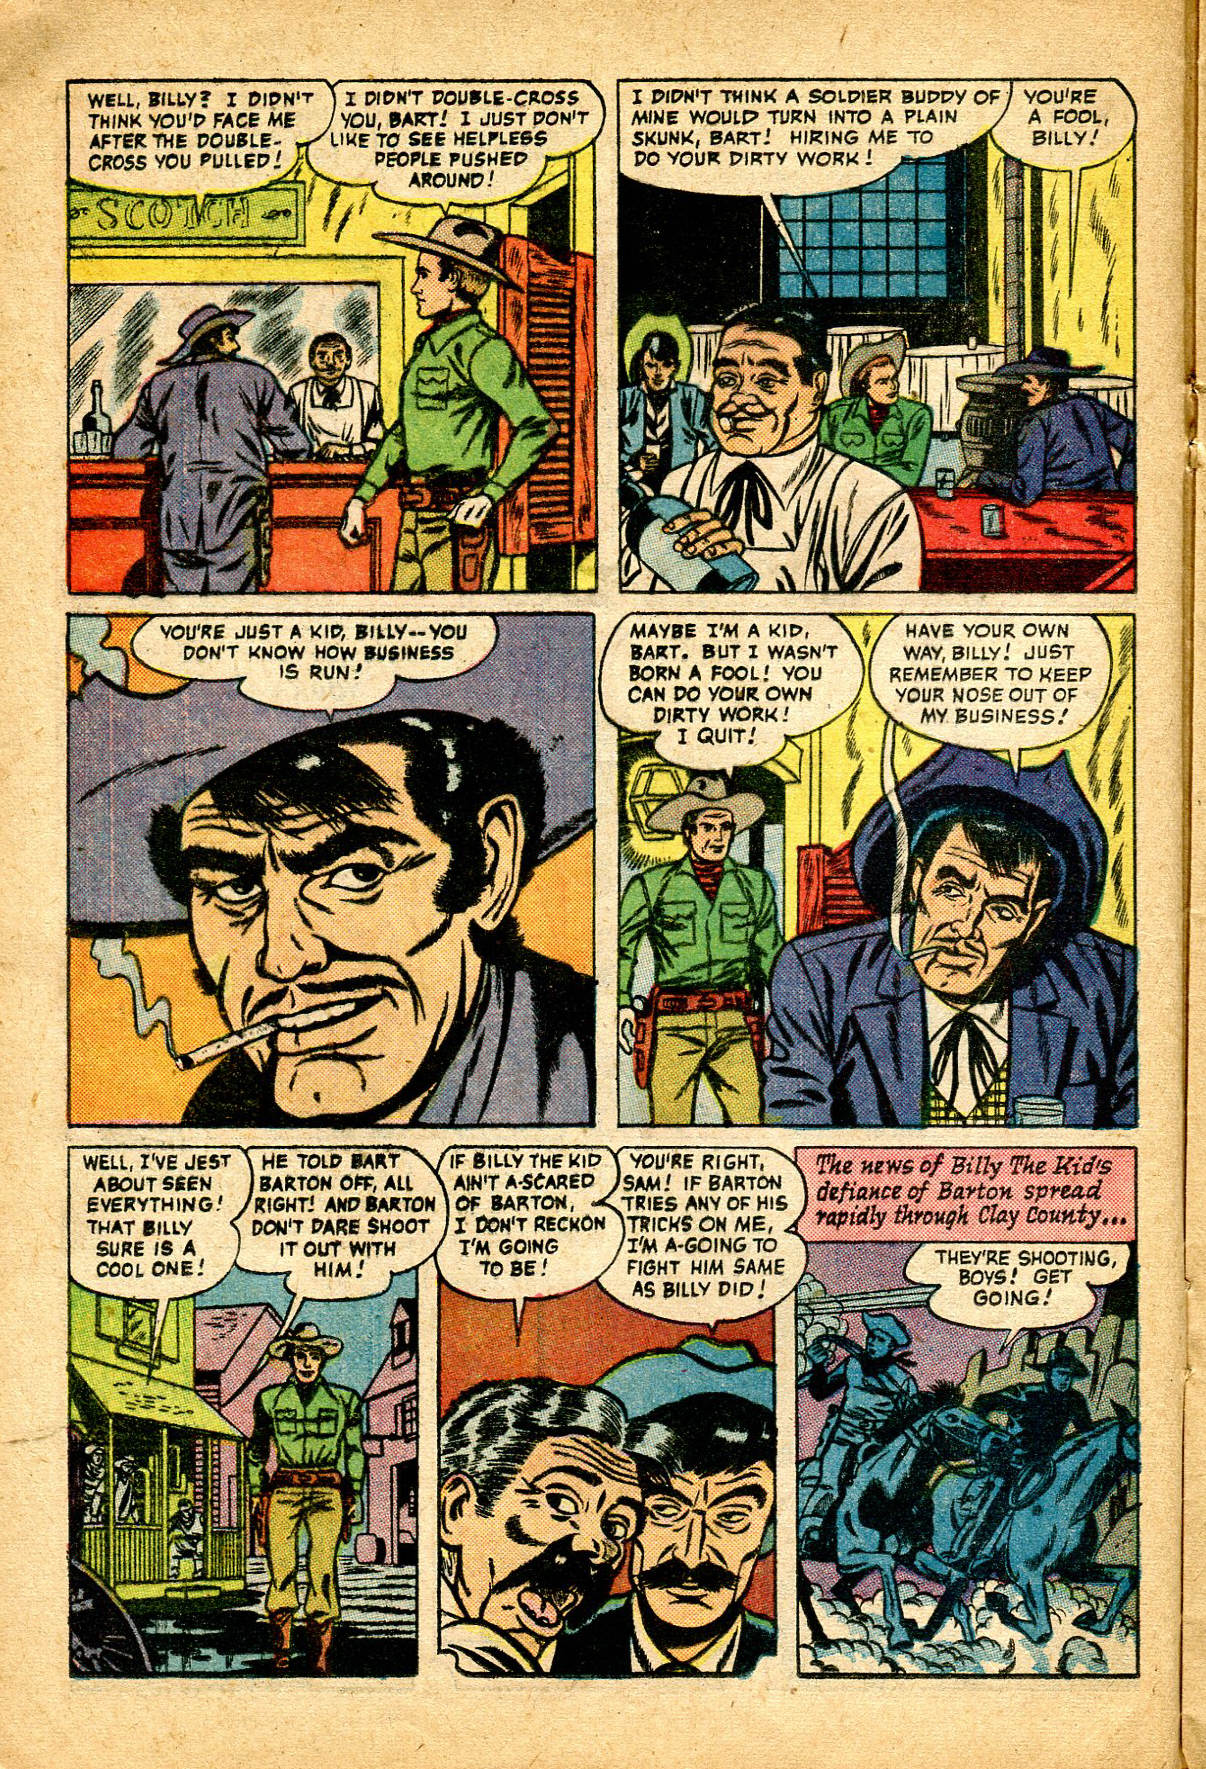 WELL, BILLY? I DIDN'T
THINK YOU'D FACE ME
AFTER THE DOUBLE-
CROSS YOU PULLED!
I DIDN'T DOUBLE-CROSS
YOU, BART! I JUST DON'T
LIKE TO SEE HELPLESS
PEOPLE PUSHED
AROUND!
SCOTCH
I DIDN'T THINK A SOLDIER BUDDY OF
MINE WOULD TURN INTO A PLAIN
SKUNK, BART! HIRING ME TO
DO YOUR DIRTY WORK!
YOU'RE
A FOOL,
BILLY!
YOU'RE JUST A KID, BILLY--YOU
DON'T KNOW HOW BUSINESS
IS RUN!
MAYBE I'M A KID,
BART. BUT I WASN'T
BORN A FOOL! YOU
CAN DO YOUR OWN
DIRTY WORK!
I QUIT!
HAVE YOUR OWN
WAY, BILLY! JUST
REMEMBER TO KEEP
YOUR NOSE OUT OF
MY BUSINESS!
WELL, I'VE JEST
ABOUT SEEN
EVERYTHING!
THAT BILLY
SURE IS A
COOL ONE!
HE TOLD BART
BARTON OFF, ALL
RIGHT! AND BARTON
DON'T DARE SHOOT
IT OUT WITH
HIM!
IF BILLY THE KID
AIN'T A-SCARED
OF BARTON,
I DON'T RECKON
I'M GOING
TO BE!
YOU'RE RIGHT,
SAM! IF BARTON
TRIES ANY OF HIS
TRICKS ON ME,
I'M A-GOING TO
FIGHT HIM SAME
AS BILLY DID!
The news of Billy The Kid's
defiance of Barton spread
rapidly through Clay County...
THEY'RE SHOOTING,
BOYS! GET
GOING!